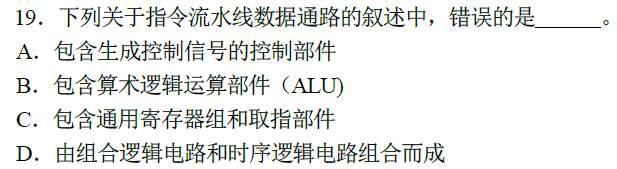 19．下列关于指令流水线数据通路的叙述中，错误的是______。
A．包含生成控制信号的控制部件
B．包含算术逻辑运算部件（ALU)
C．包含通用寄存器组和取指部件
D．由组合逻辑电路和时序逻辑电路组合而成